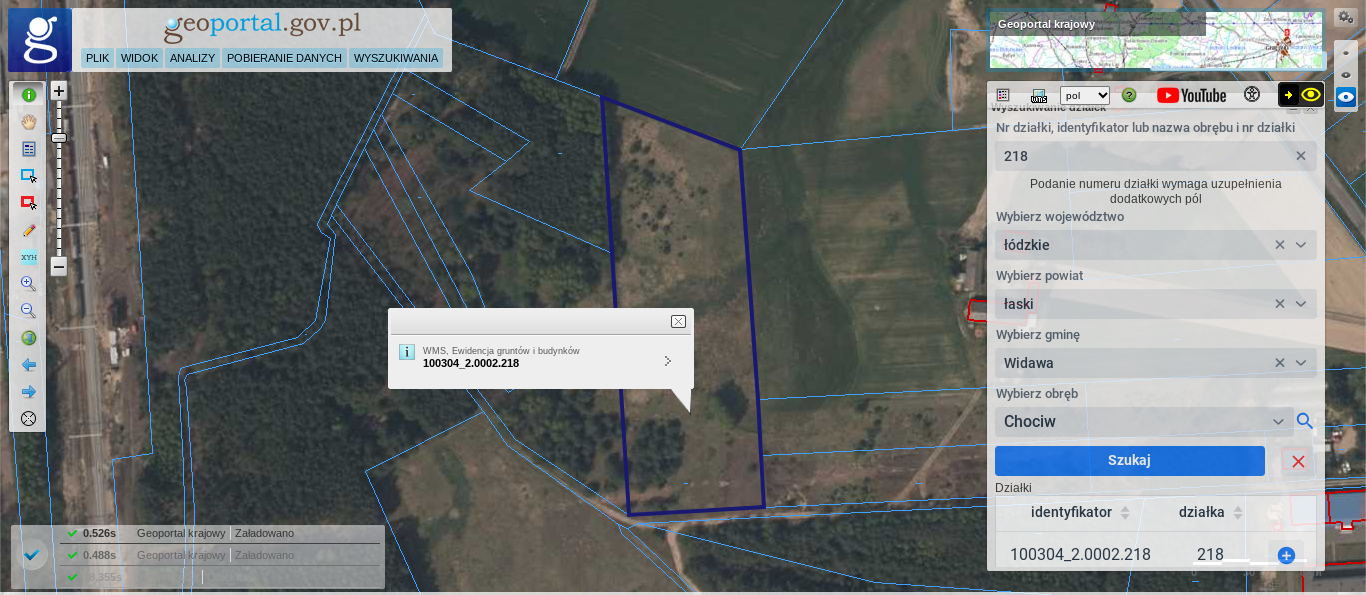 geoportal.gov.pl
PLIK WIDOK ANALIZY POBIERANIE DANYCH WYSZUKIWANIA
XYH
WMS, Ewidencja gruntów i budynków
100304_2.0002.218
0.526s Geoportal krajowy Załadowano
0.488s Geoportal krajowy Załadowano
Geoportal krajowy
WMS pol YouTube
Wyszukiwanie działek
Nr działki, identyfikator lub nazwa obrębu i nr działki
218
Podanie numeru działki wymaga uzupełnienia
dodatkowych pól
Wybierz województwo
łódzkie
Wybierz powiat
łaski
Wybierz gminę
Widawa
Wybierz obręb
Chociw
Szukaj
Działki
identyfikator działka
100304_2.0002.218 218